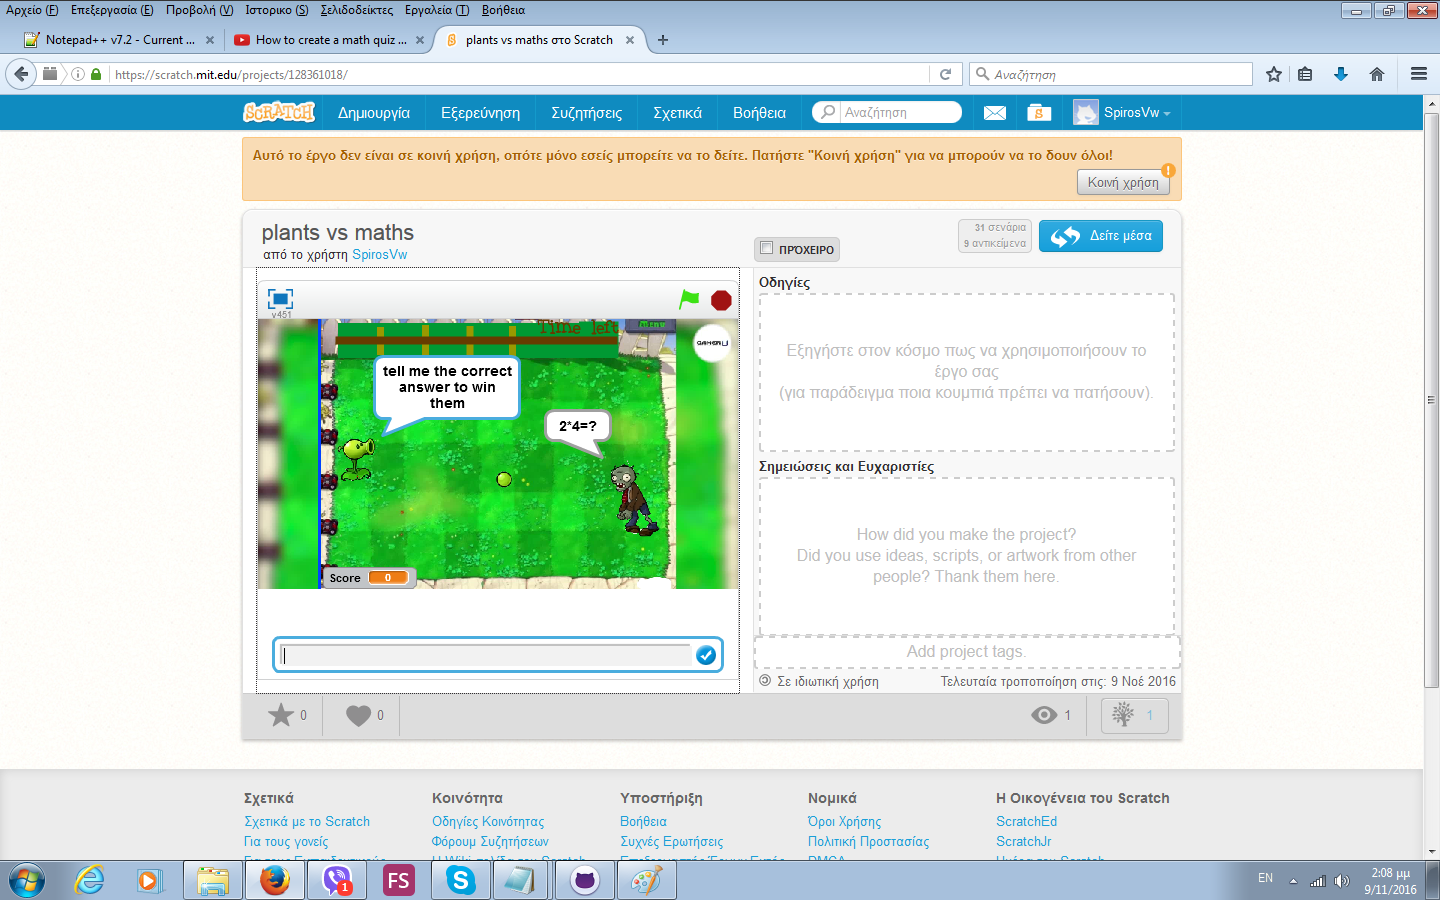 Αρχείο (F) Επεξεργασία (E) Προβολή (V) Ιστορικο (S) Σελιδοδείκτες Εργαλεία (T) Βοήθεια
Notepad++ v7.2 - Current ...
How to create a math quiz ...
plants vs maths στο Scratch
https://scratch.mit.edu/projects/128361018/
Αναζήτηση
SCRATCH
Δημιουργία
Εξερεύνηση
Συζητήσεις
Σχετικά
Βοήθεια
Αναζήτηση
SpirosVw
Αυτό το έργο δεν είναι σε κοινή χρήση, οπότε μόνο εσείς μπορείτε να το δείτε. Πατήστε "Κοινή χρήση" για να μπορούν να το δουν όλοι!
Κοινή χρήση
plants vs maths
από το χρήστη SpirosVw
ΠΡΌΧΕΙΡΟ
31 σενάρια
9 αντικείμενα
Δείτε μέσα
v451
Time left
MENU
GAMER U
tell me the correct
answer to win
them
2*4=?
Score 0
Οδηγίες
Εξηγήστε στον κόσμο πως να χρησιμοποιήσουν το
έργο σας
(για παράδειγμα ποια κουμπιά πρέπει να πατήσουν).
Σημειώσεις και Ευχαριστίες
How did you make the project?
Did you use ideas, scripts, or artwork from other
people? Thank them here.
Add project tags.
Σε ιδιωτική χρήση
Τελευταία τροποποίηση στις: 9 Νοέ 2016
0
0
1
1
Σχετικά
Κοινότητα
Υποστήριξη
Νομικά
Η Οικογένεια του Scratch
Σχετικά με το Scratch
Οδηγίες Κοινότητας
Βοήθεια
Όροι Χρήσης
ScratchEd
Για τους γονείς
Φόρουμ Συζητήσεων
Συχνές Ερωτήσεις
Πολιτική Προστασίας
ScratchJr
1
FS
EN
2:08 μμ
9/11/2016